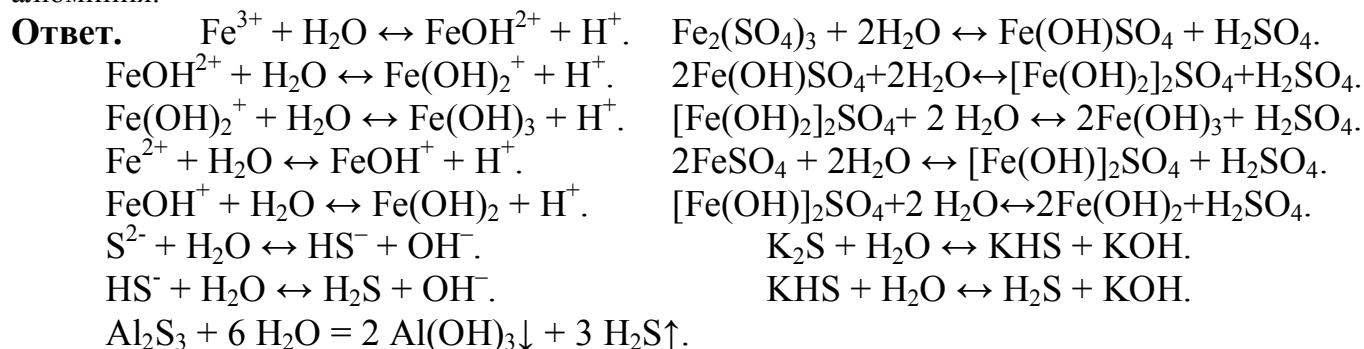 Ответ. Fe³⁺ + H₂O ↔ FeOH²⁺ + H⁺. Fe₂(SO₄)₃ + 2H₂O ↔ Fe(OH)SO₄ + H₂SO₄.
FeOH²⁺ + H₂O ↔ Fe(OH)₂⁺ + H⁺. 2Fe(OH)SO₄+2H₂O↔[Fe(OH)₂]₂SO₄+H₂SO₄.
Fe(OH)₂⁺ + H₂O ↔ Fe(OH)₃ + H⁺. [Fe(OH)₂]₂SO₄+ 2 H₂O ↔ 2Fe(OH)₃+ H₂SO₄.
Fe²⁺ + H₂O ↔ FeOH⁺ + H⁺. 2FeSO₄ + 2H₂O ↔ [Fe(OH)]₂SO₄ + H₂SO₄.
FeOH⁺ + H₂O ↔ Fe(OH)₂ + H⁺. [Fe(OH)]₂SO₄+2 H₂O↔2Fe(OH)₂+H₂SO₄.
S²⁻ + H₂O ↔ HS⁻ + OH⁻. K₂S + H₂O ↔ KHS + KOH.
HS⁻ + H₂O ↔ H₂S + OH⁻. KHS + H₂O ↔ H₂S + KOH.
Al₂S₃ + 6 H₂O = 2 Al(OH)₃↓ + 3 H₂S↑.